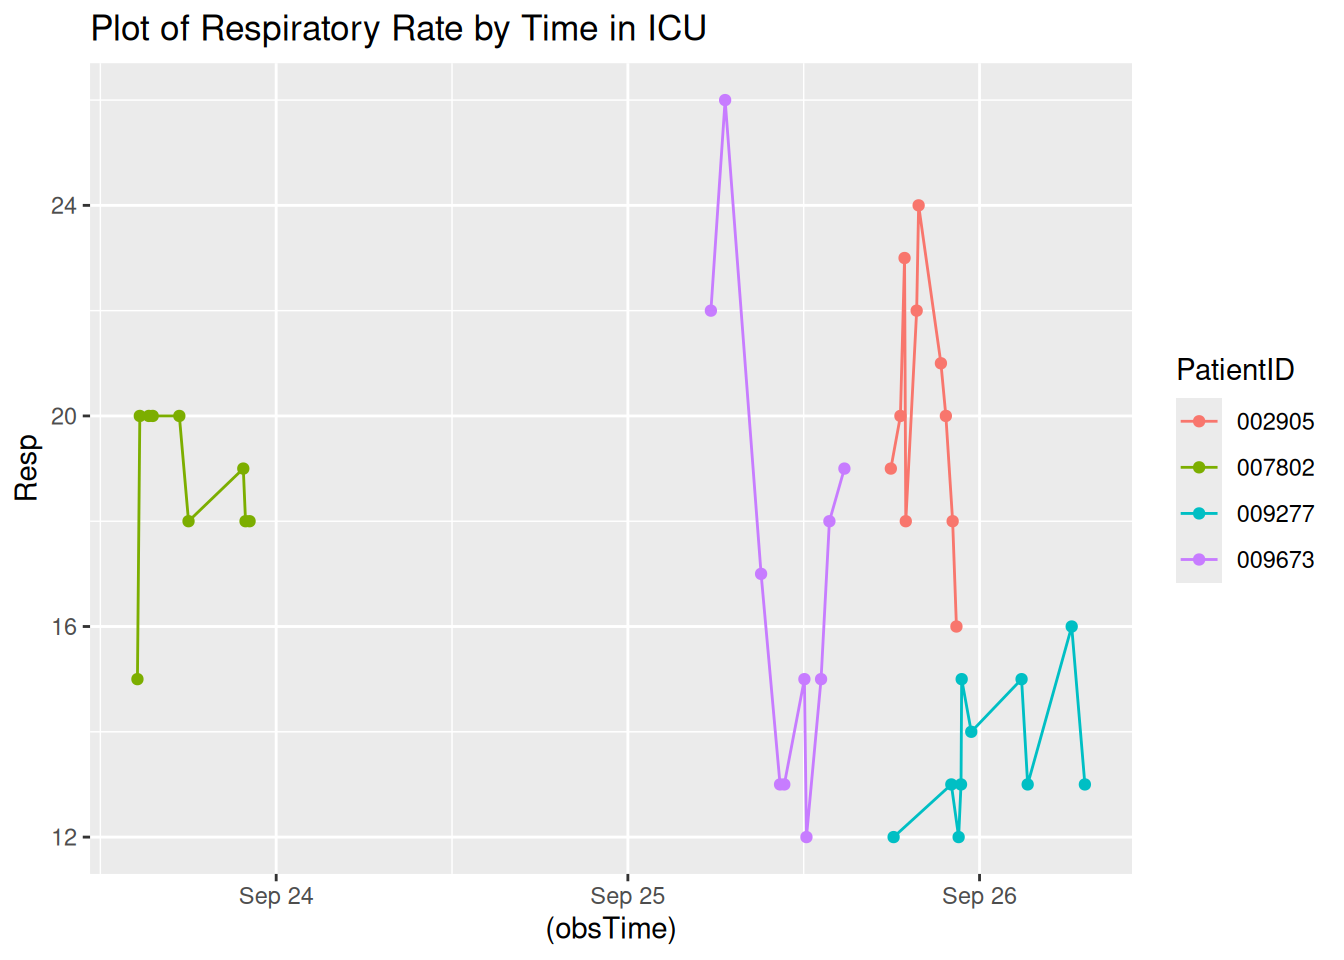 Plot of Respiratory Rate by Time in ICU
Resp
24
20
16
12
Sep 24
Sep 25
Sep 26
(obsTime)
PatientID
002905
007802
009277
009673